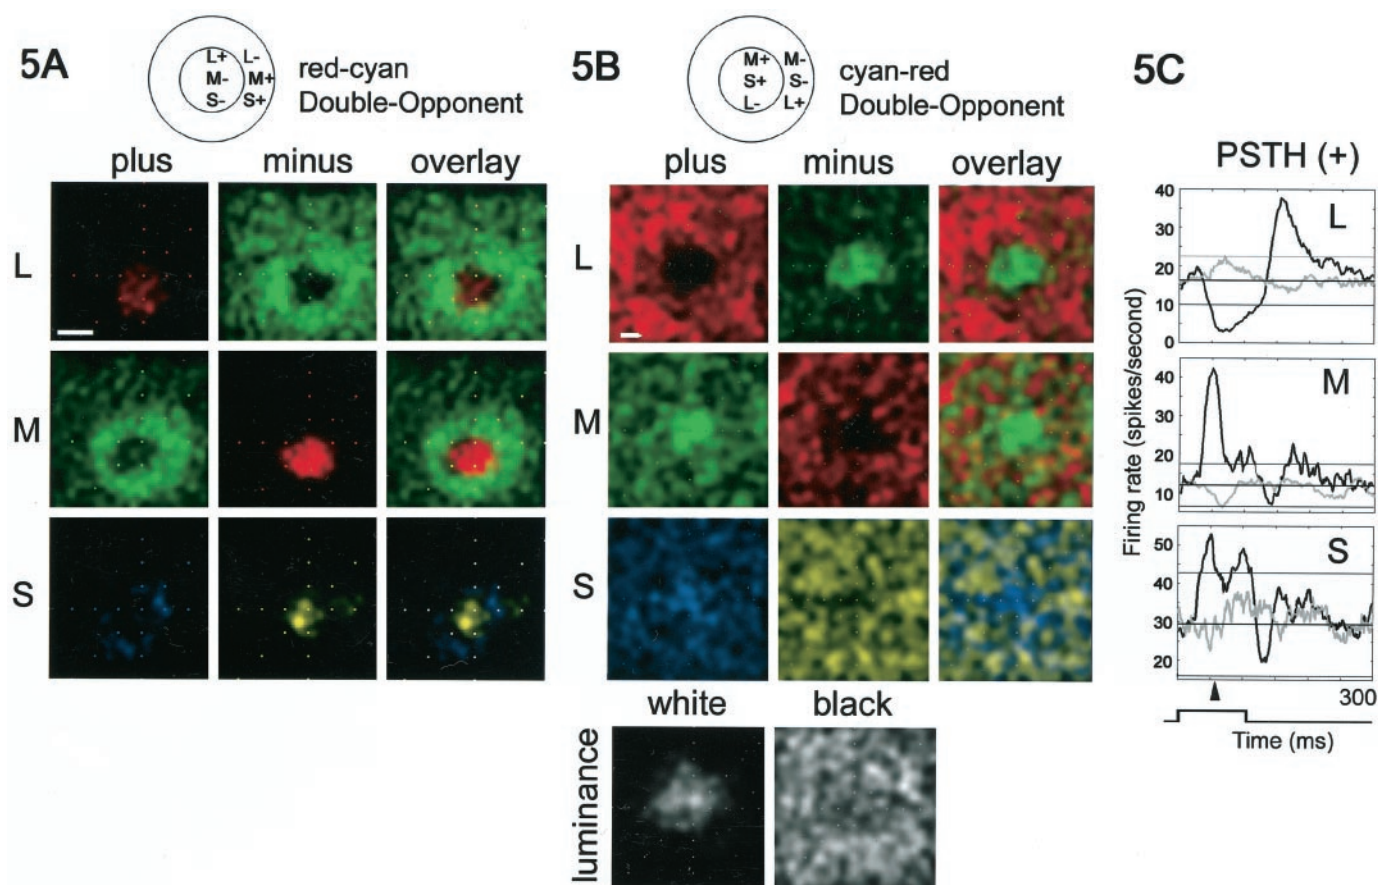 5A
L+ L-
M- M+
S- S+
red-cyan
Double-Opponent
plus minus overlay
L
M
S
5B
M+ M-
S+ S-
L- L+
cyan-red
Double-Opponent
plus minus overlay
L
M
S
white black
luminance
5C
PSTH (+)
Firing rate (spikes/second)
40
30
20
10
0
L
40
30
20
10
M
50
40
30
20
S
300
Time (ms)